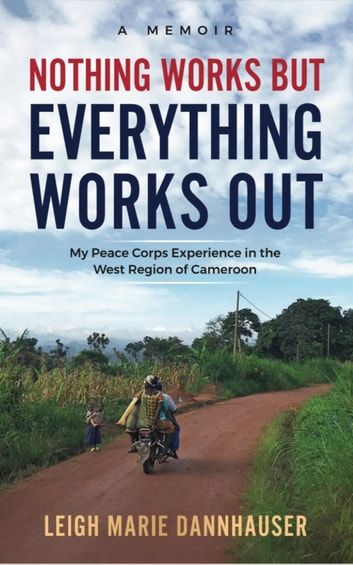 A MEMOIR
NOTHING WORKS BUT
EVERYTHING
WORKS OUT
My Peace Corps Experience in the
West Region of Cameroon
LEIGH MARIE DANNHAUSER